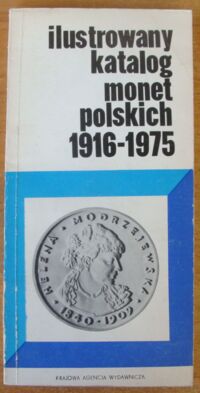 ilustrowany
katalog
monet
polskich
1916-1975
HELENA MODRZEJEWSKA
1840-1909
KRAJOWA AGENCJA WYDAWNICZA